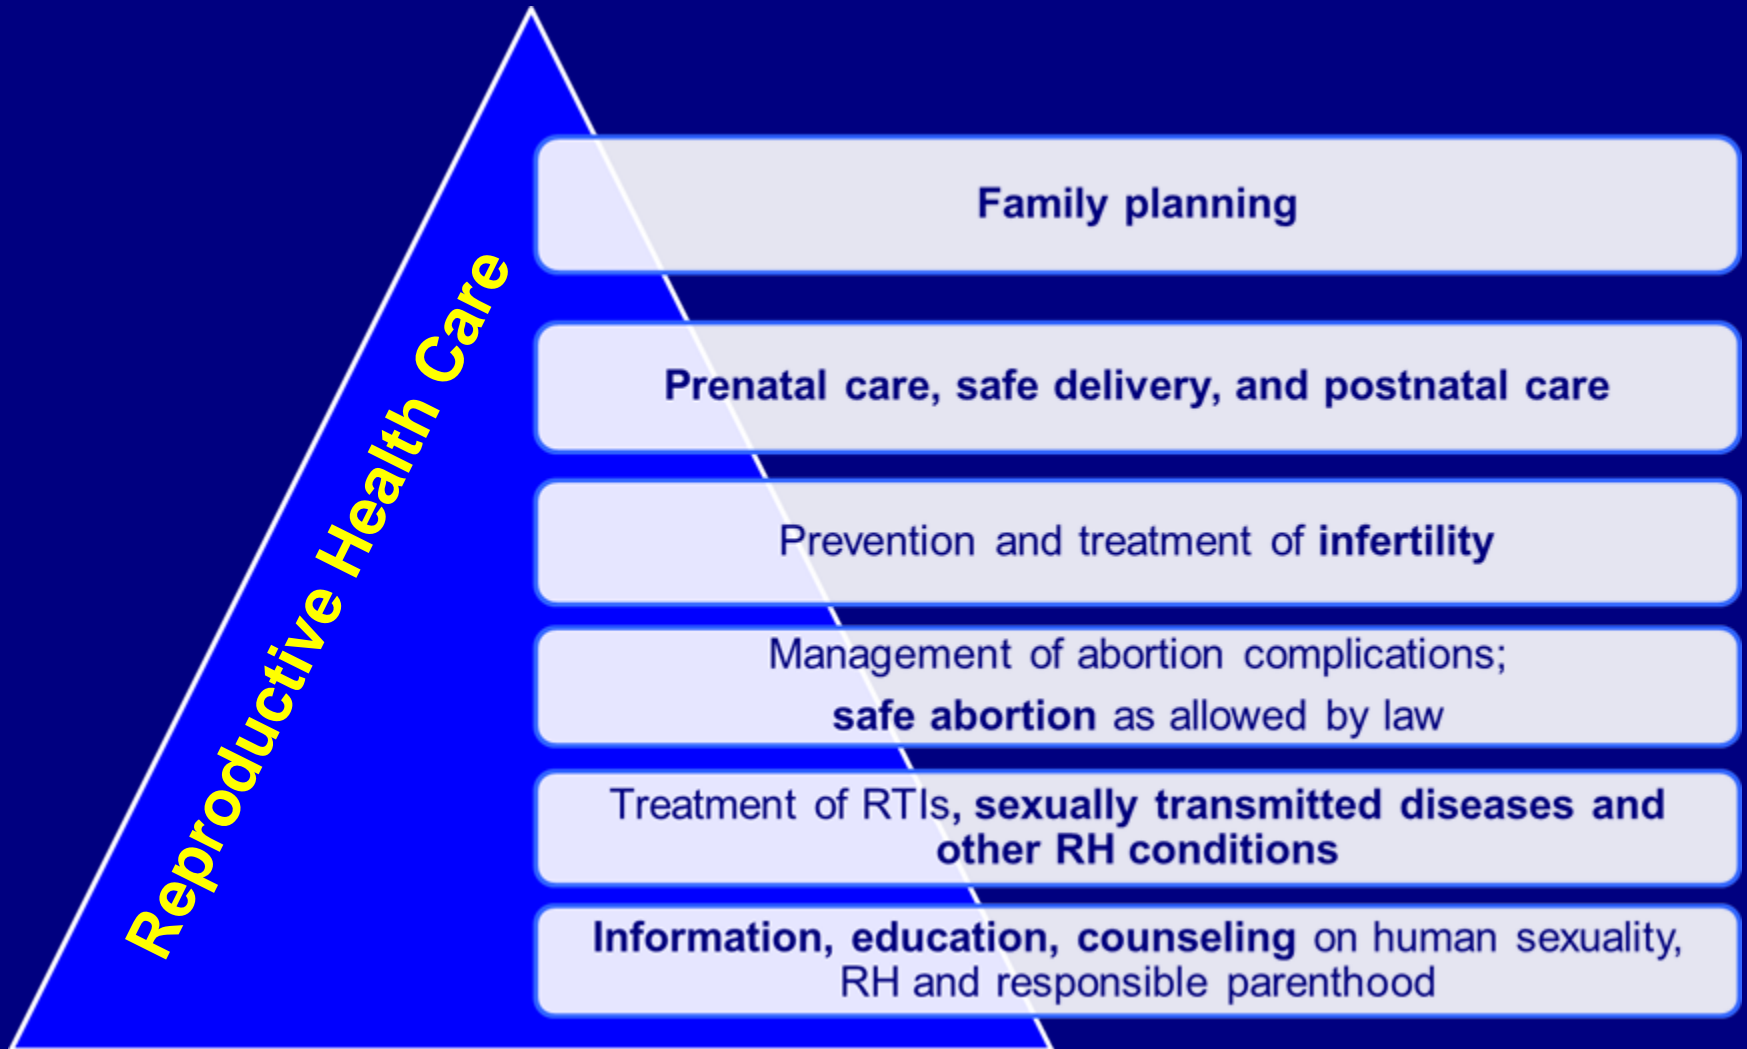 Reproductive Health Care
Family planning
Prenatal care, safe delivery, and postnatal care
Prevention and treatment of infertility
Management of abortion complications;
safe abortion as allowed by law
Treatment of RTIs, sexually transmitted diseases and
other RH conditions
Information, education, counseling on human sexuality,
RH and responsible parenthood